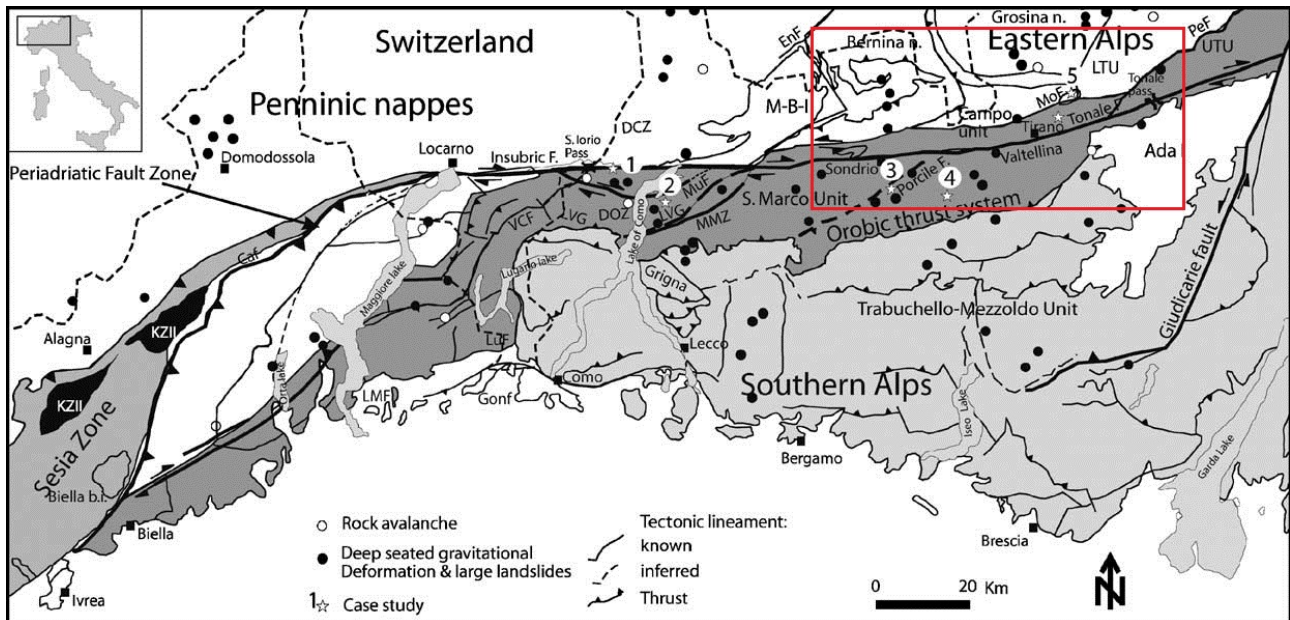 Switzerland
Penninic nappes
Domodossola
Periadriatic Fault Zone
Locarno
Insubric F.
S. Iorio
Pass
DCZ
M-B-I
EnF
Bernina n.
Grosina n.
Eastern Alps
LTU
UTU
PeF
5
MoF
Tonale
pass
Campo
unit
Tirano
Tonale F.
Valtellina
Sondrio
Porcile F.
1
2
3
4
S. Marco Unit
Orobic thrust system
Giudicarie fault
MuF
MMZ
LVG
DOZ
LVG
VCF
Lake of Como
Lugano lake
Maggiore lake
Caf
KZII
KZII
Alagna
Sesia Zone
Biella b.i.
Biella
Ivrea
Orta lake
LMF
LuF
Gonf
Como
Grigna
Lecco
Trabuchello-Mezzoldo Unit
Southern Alps
Bergamo
Iseo Lake
Garda Lake
Brescia
Rock avalanche
Deep seated gravitational
Deformation & large landslides
1 Case study
Tectonic lineament:
known
inferred
Thrust
0 20 Km
N